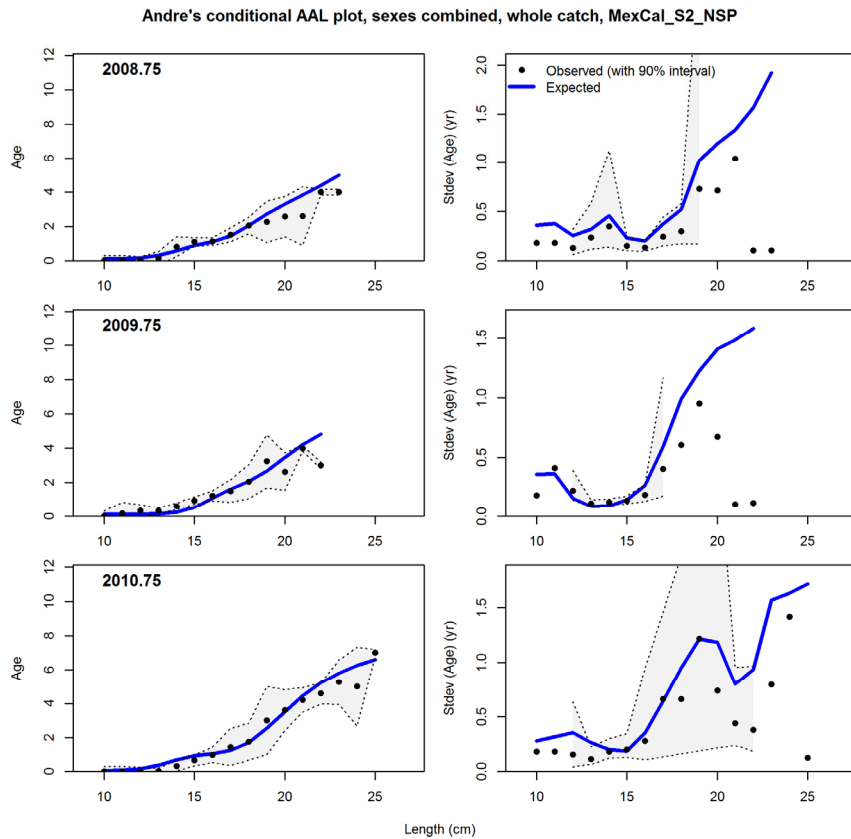 Andre's conditional AAL plot, sexes combined, whole catch, MexCal_S2_NSP
2008.75
Age
0 2 4 6 8 10 12
10 15 20 25
Observed (with 90% interval)
Expected
Stdev (Age) (yr)
0.0 0.5 1.0 1.5 2.0
10 15 20 25
2009.75
Age
0 2 4 6 8 10 12
10 15 20 25
Stdev (Age) (yr)
0.0 0.5 1.0 1.5
10 15 20 25
2010.75
Age
0 2 4 6 8 10 12
10 15 20 25
Stdev (Age) (yr)
0.0 0.5 1.0 1.5
10 15 20 25
Length (cm)